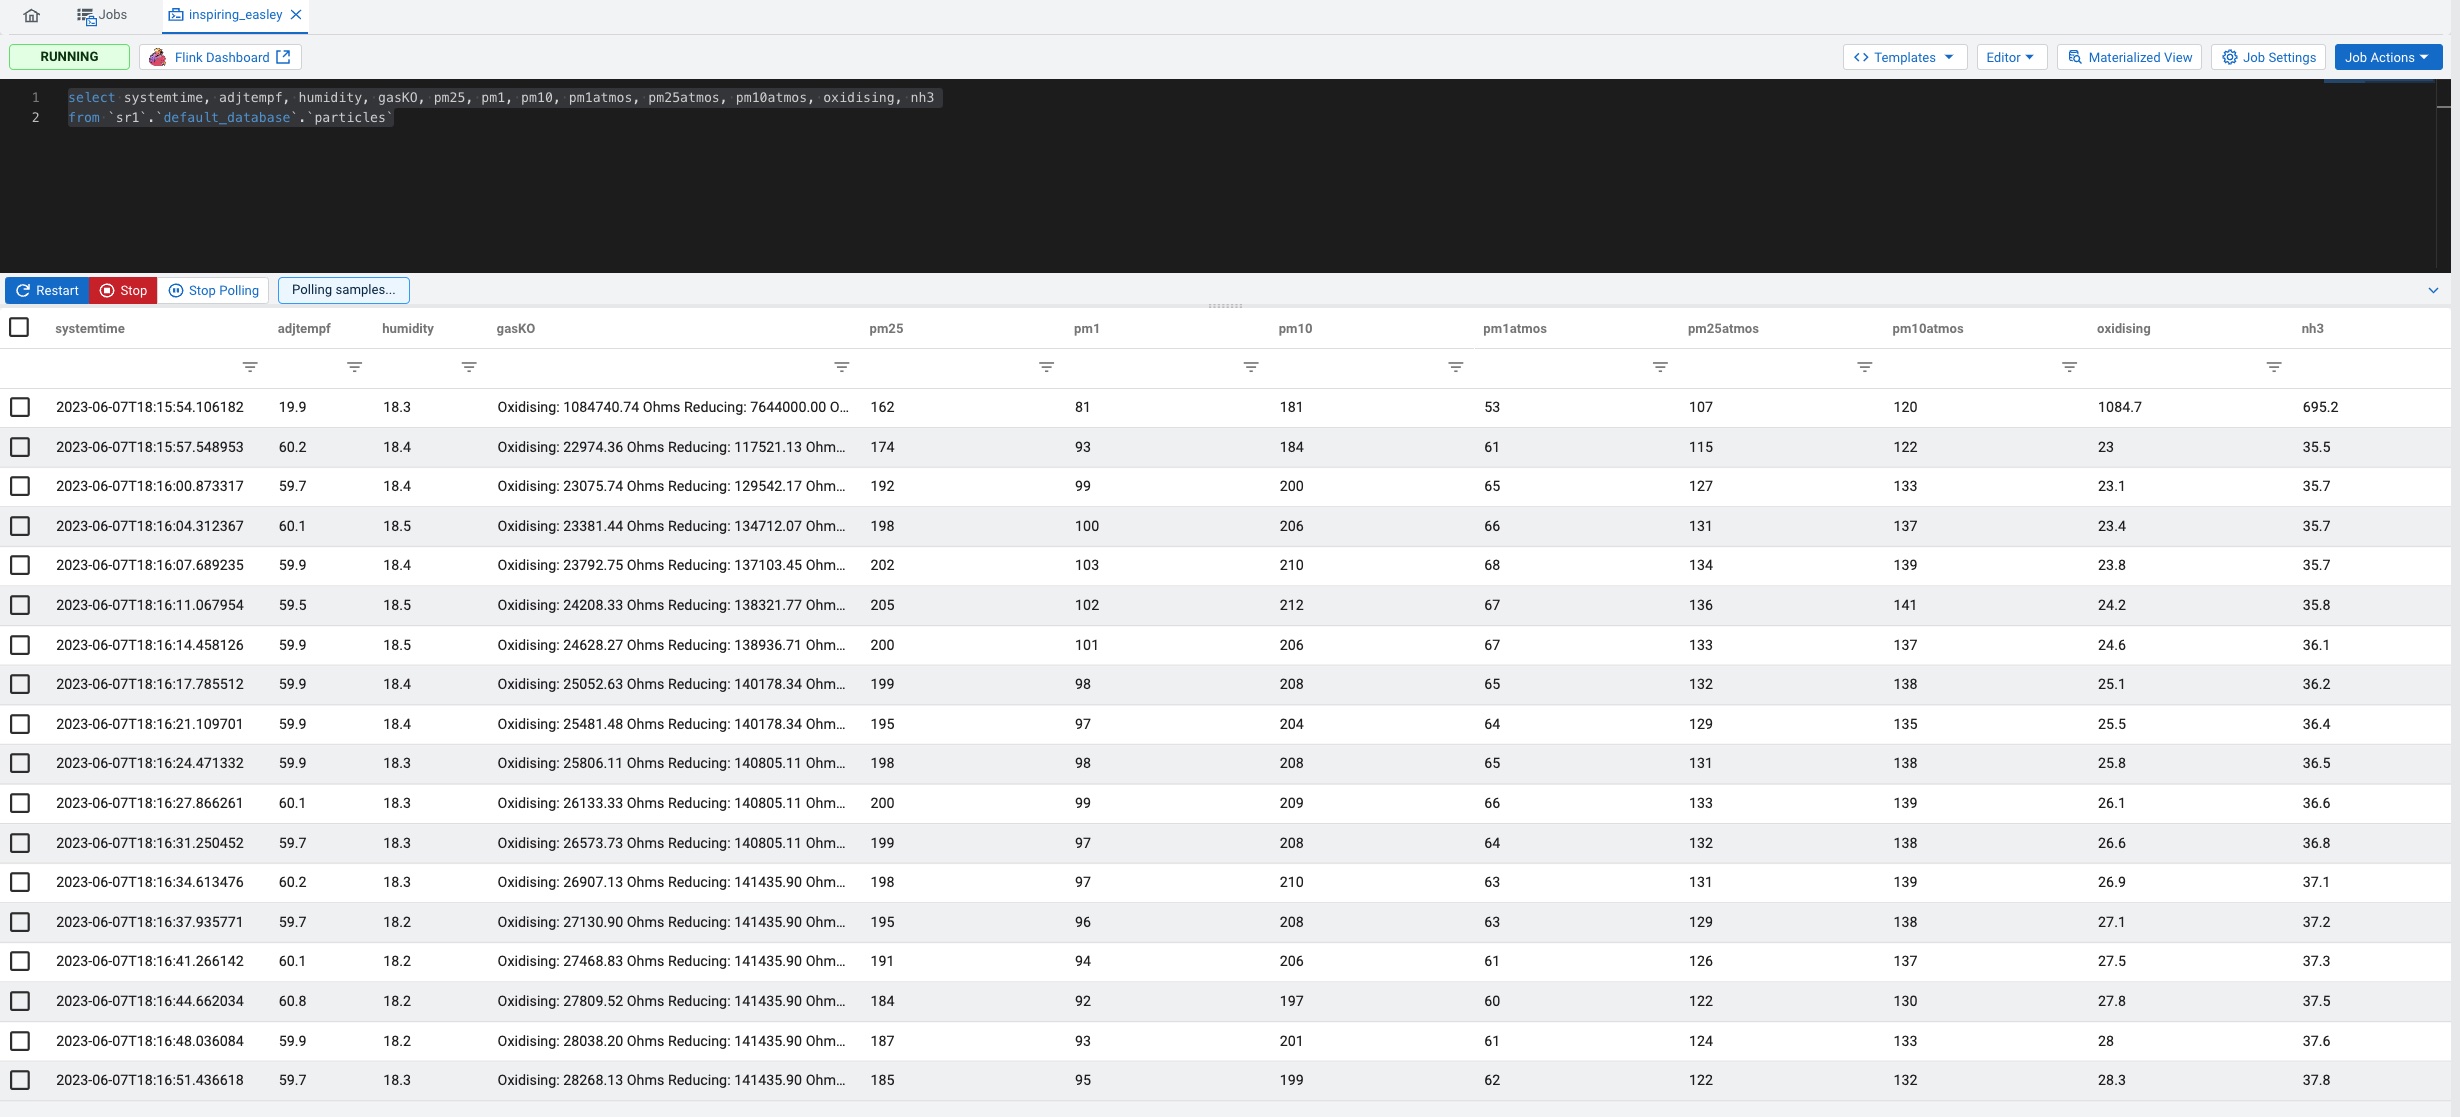 Jobs inspiring_easley
RUNNING Flink Dashboard Templates Editor Materialized View Job Settings Job Actions
1 select systemtime, adjtempf, humidity, gasKO, pm25, pm1, pm10, pm1atmos, pm25atmos, pm10atmos, oxidising, nh3
2 from `sr1`.`default_database`.`particles`
Restart Stop Stop Polling Polling samples...
systemtime adjtempf humidity gasKO pm25 pm1 pm10 pm1atmos pm25atmos pm10atmos oxidising nh3
2023-06-07T18:15:54.106182 19.9 18.3 Oxidising: 1084740.74 Ohms Reducing: 7644000.00 O... 162 81 181 53 107 120 1084.7 695.2
2023-06-07T18:15:57.548953 60.2 18.4 Oxidising: 22974.36 Ohms Reducing: 117521.13 Ohm... 174 93 184 61 115 122 23 35.5
2023-06-07T18:16:00.873317 59.7 18.4 Oxidising: 23075.74 Ohms Reducing: 129542.17 Ohm... 192 99 200 65 127 133 23.1 35.7
2023-06-07T18:16:04.312367 60.1 18.5 Oxidising: 23381.44 Ohms Reducing: 134712.07 Ohm... 198 100 206 66 131 137 23.4 35.7
2023-06-07T18:16:07.689235 59.9 18.4 Oxidising: 23792.75 Ohms Reducing: 137103.45 Ohm... 202 103 210 68 134 139 23.8 35.7
2023-06-07T18:16:11.067954 59.5 18.5 Oxidising: 24208.33 Ohms Reducing: 138321.77 Ohm... 205 102 212 67 136 141 24.2 35.8
2023-06-07T18:16:14.458126 59.9 18.5 Oxidising: 24628.27 Ohms Reducing: 138936.71 Ohm... 200 101 206 67 133 137 24.6 36.1
2023-06-07T18:16:17.785512 59.9 18.4 Oxidising: 25052.63 Ohms Reducing: 140178.34 Ohm... 199 98 208 65 132 138 25.1 36.2
2023-06-07T18:16:21.109701 59.9 18.4 Oxidising: 25481.48 Ohms Reducing: 140178.34 Ohm... 195 97 204 64 129 135 25.5 36.4
2023-06-07T18:16:24.471332 59.9 18.3 Oxidising: 25806.11 Ohms Reducing: 140805.11 Ohm... 198 98 208 65 131 138 25.8 36.5
2023-06-07T18:16:27.866261 60.1 18.3 Oxidising: 26133.33 Ohms Reducing: 140805.11 Ohm... 200 99 209 66 133 139 26.1 36.6
2023-06-07T18:16:31.250452 59.7 18.3 Oxidising: 26573.73 Ohms Reducing: 140805.11 Ohm... 199 97 208 64 132 138 26.6 36.8
2023-06-07T18:16:34.613476 60.2 18.3 Oxidising: 26907.13 Ohms Reducing: 141435.90 Ohm... 198 97 210 63 131 139 26.9 37.1
2023-06-07T18:16:37.935771 59.7 18.2 Oxidising: 27130.90 Ohms Reducing: 141435.90 Ohm... 195 96 208 63 129 138 27.1 37.2
2023-06-07T18:16:41.266142 60.1 18.2 Oxidising: 27468.83 Ohms Reducing: 141435.90 Ohm... 191 94 206 61 126 137 27.5 37.3
2023-06-07T18:16:44.662034 60.8 18.2 Oxidising: 27809.52 Ohms Reducing: 141435.90 Ohm... 184 92 197 60 122 130 27.8 37.5
2023-06-07T18:16:48.036084 59.9 18.2 Oxidising: 28038.20 Ohms Reducing: 141435.90 Ohm... 187 93 201 61 124 133 28 37.6
2023-06-07T18:16:51.436618 59.7 18.3 Oxidising: 28268.13 Ohms Reducing: 141435.90 Ohm... 185 95 199 62 122 132 28.3 37.8